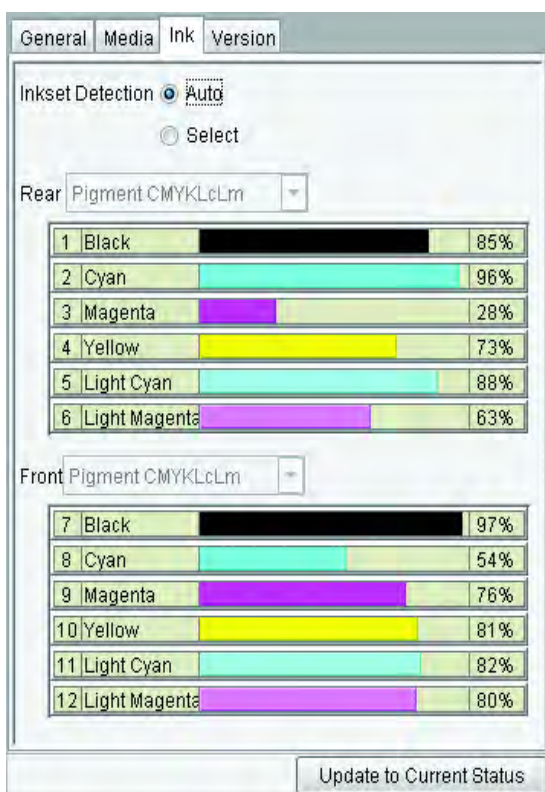 General Media Ink Version
Inkset Detection Auto
Select
Rear Pigment CMYKLcLm
1 Black 85%
2 Cyan 96%
3 Magenta 28%
4 Yellow 73%
5 Light Cyan 88%
6 Light Magenta 63%
Front Pigment CMYKLcLm
7 Black 97%
8 Cyan 54%
9 Magenta 76%
10 Yellow 81%
11 Light Cyan 82%
12 Light Magenta 80%
Update to Current Status